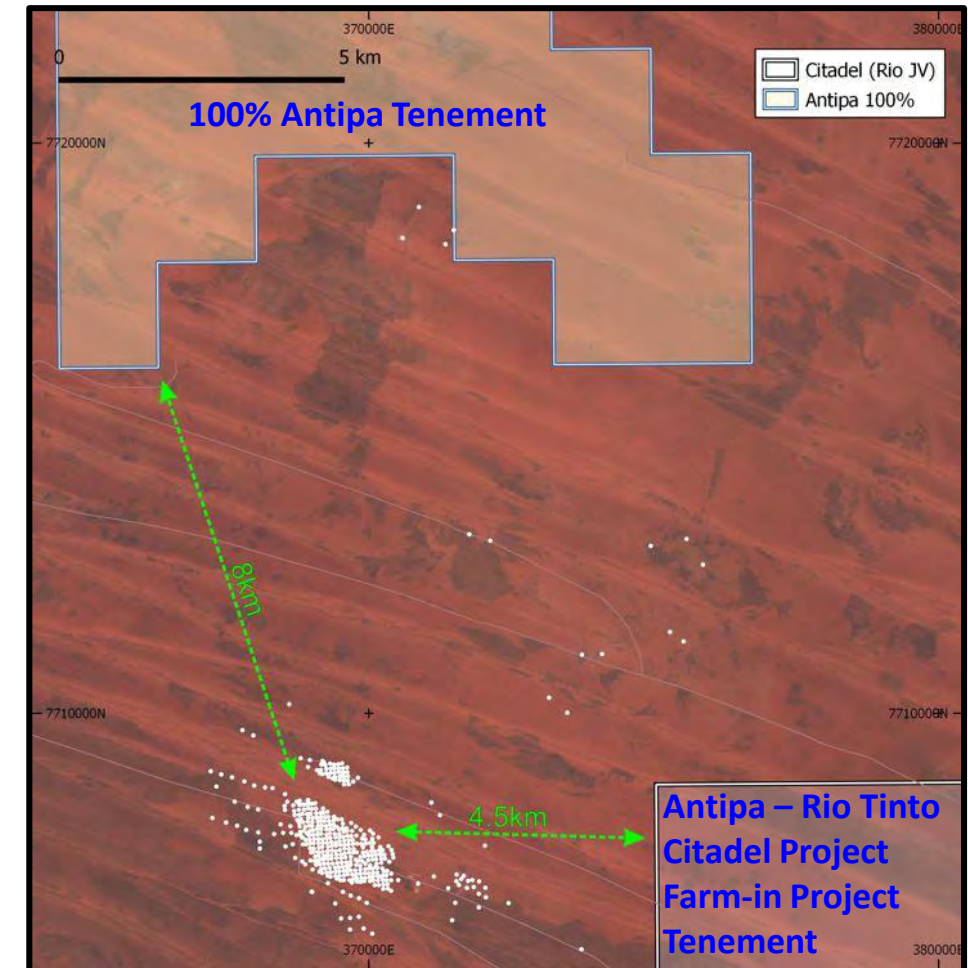 370000E
380000E
0
5 km
Citadel (Rio JV)
Antipa 100%
100% Antipa Tenement
7720000N
7720000N
8km
7710000N
7710000N
4.5km
Antipa – Rio Tinto
Citadel Project
Farm-in Project
Tenement
370000E
380000E